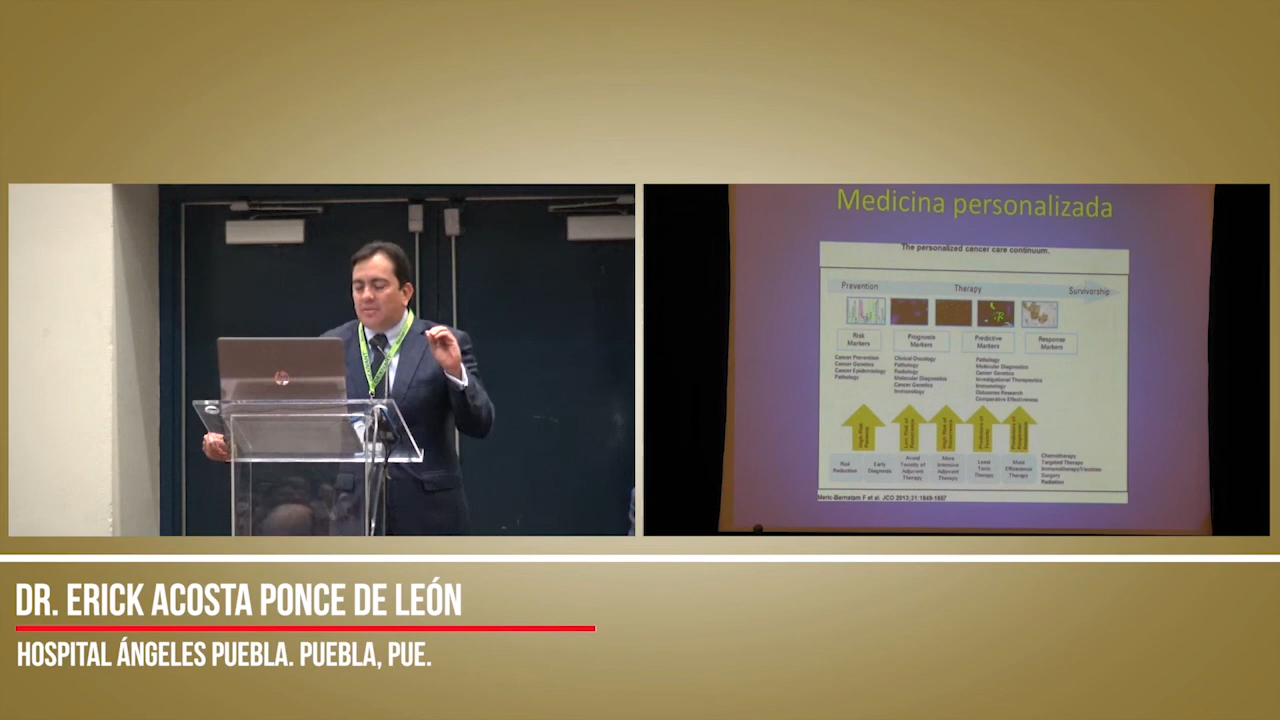 Medicina personalizada
The personalized cancer care continuum.
Prevention
Therapy
Survivorship
Risk
Markers
Prognosis
Markers
Predictive
Markers
Response
Markers
Cancer Prevention
Cancer Genetics
Cancer Epidemiology
Pathology
Clinical Oncology
Pathology
Radiology
Molecular Diagnostics
Cancer Genetics
Immunology
Pathology
Molecular Diagnostics
Cancer Genetics
Investigational Therapeutics
Immunology
Outcomes Research
Comparative Effectiveness
Risk
Reduction
Early
Diagnosis
Avoid
Toxicity of
Adjuvant
Therapy
More
Intensive
Adjuvant
Therapy
Least
Toxic
Therapy
Most
Efficacious
Therapy
Chemotherapy
Targeted Therapy
Immunotherapy/Vaccines
Surgery
Radiation
Meric-Bernstam F et al. JCO 2013;31:1849-1857
DR. ERICK ACOSTA PONCE DE LEÓN
HOSPITAL ÁNGELES PUEBLA. PUEBLA, PUE.